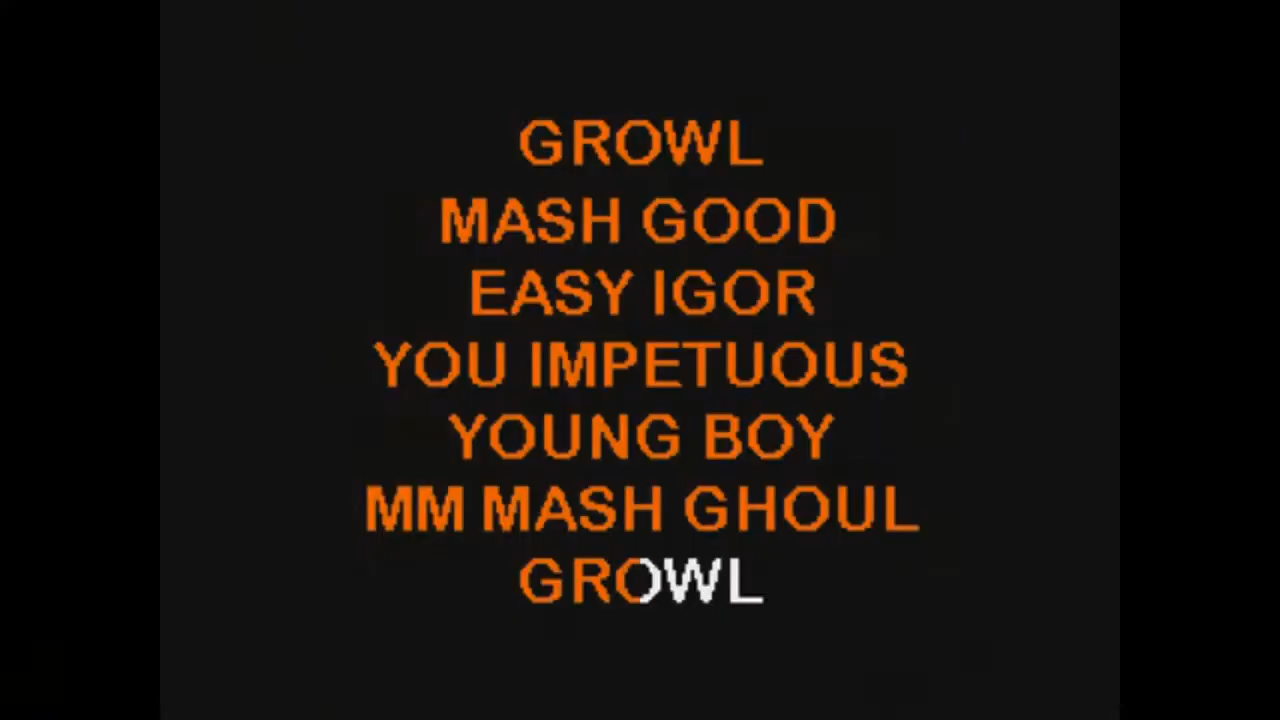 GROWL
MASH GOOD
EASY IGOR
YOU IMPETUOUS
YOUNG BOY
MM MASH GHOUL
GROWL